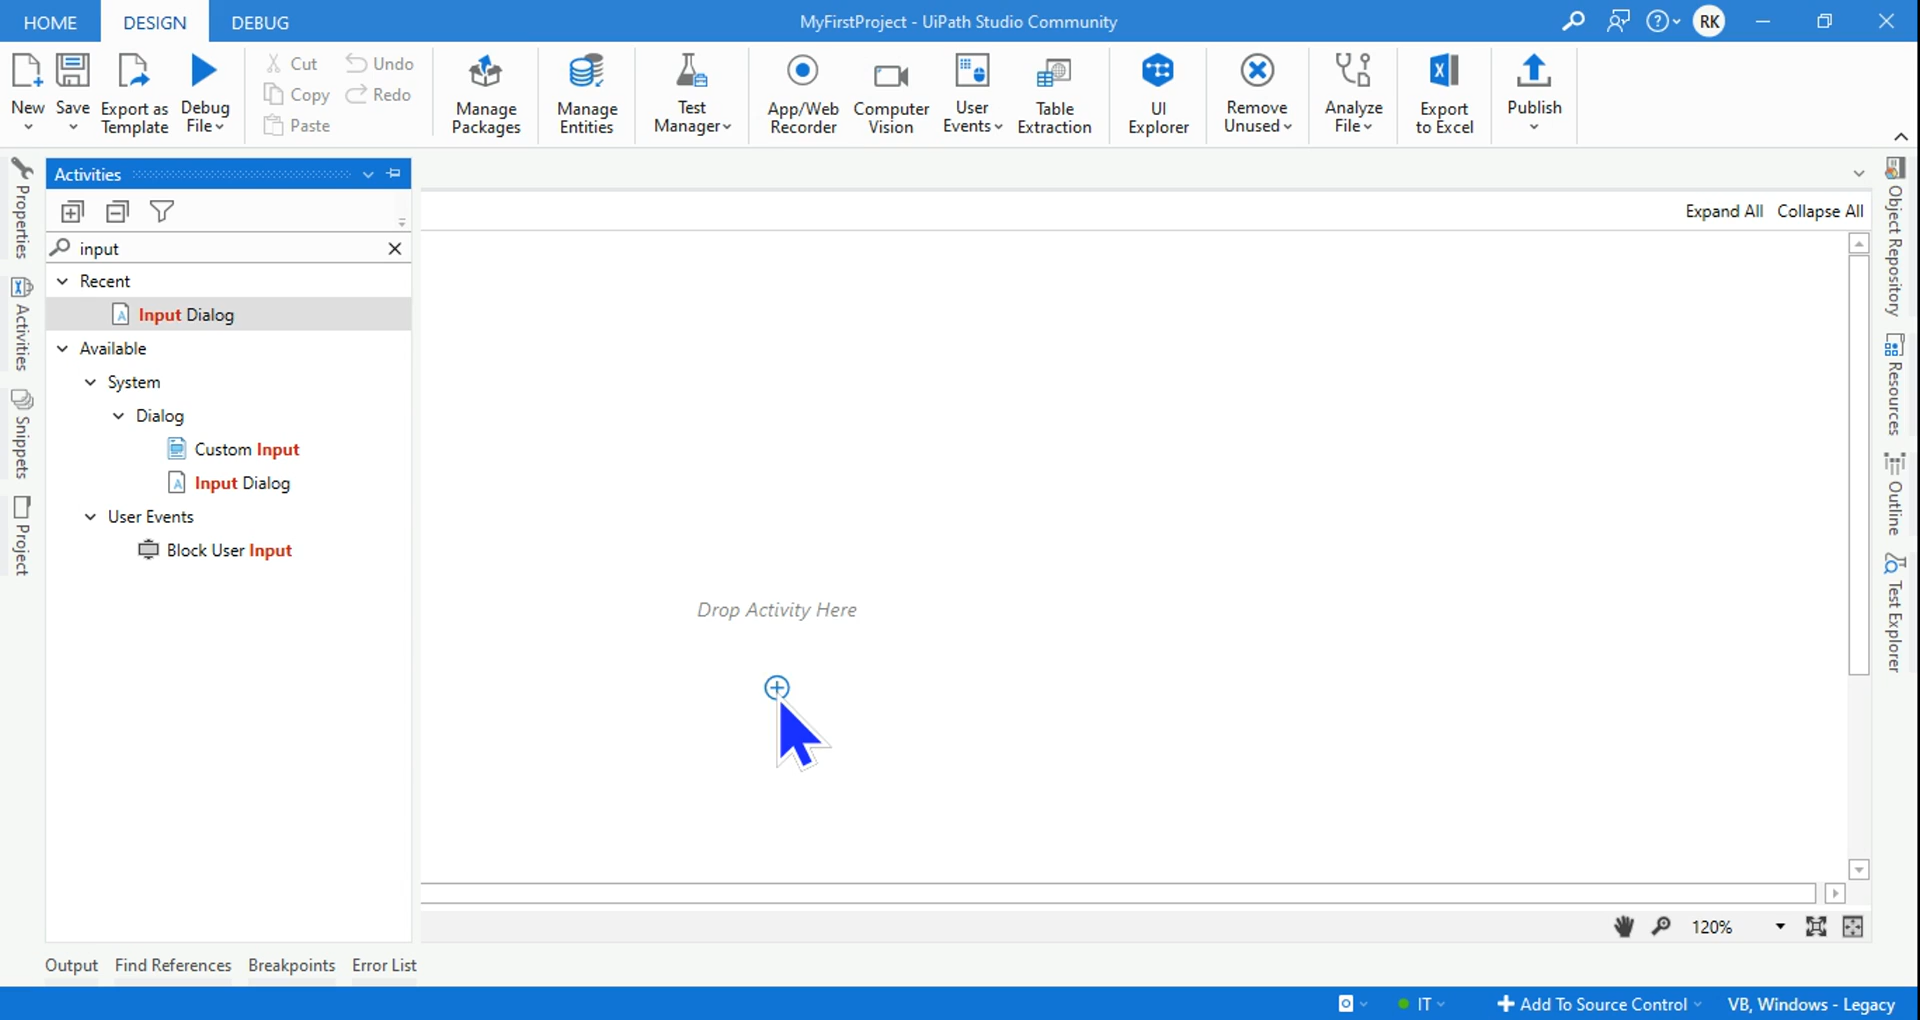 HOME DESIGN DEBUG
MyFirstProject - UiPath Studio Community
RK
New
Save
Export as
Template
Debug
File
Cut
Copy
Paste
Undo
Redo
Manage
Packages
Manage
Entities
Test
Manager
App/Web
Recorder
Computer
Vision
User
Events
Table
Extraction
UI
Explorer
Remove
Unused
Analyze
File
Export
to Excel
Publish
Properties
Activities
Snippets
Project
Activities
input
Recent
Input Dialog
Available
System
Dialog
Custom Input
Input Dialog
User Events
Block User Input
Expand All Collapse All
Drop Activity Here
120%
Object Repository
Resources
Outline
Test Explorer
Output Find References Breakpoints Error List
IT
Add To Source Control
VB, Windows - Legacy